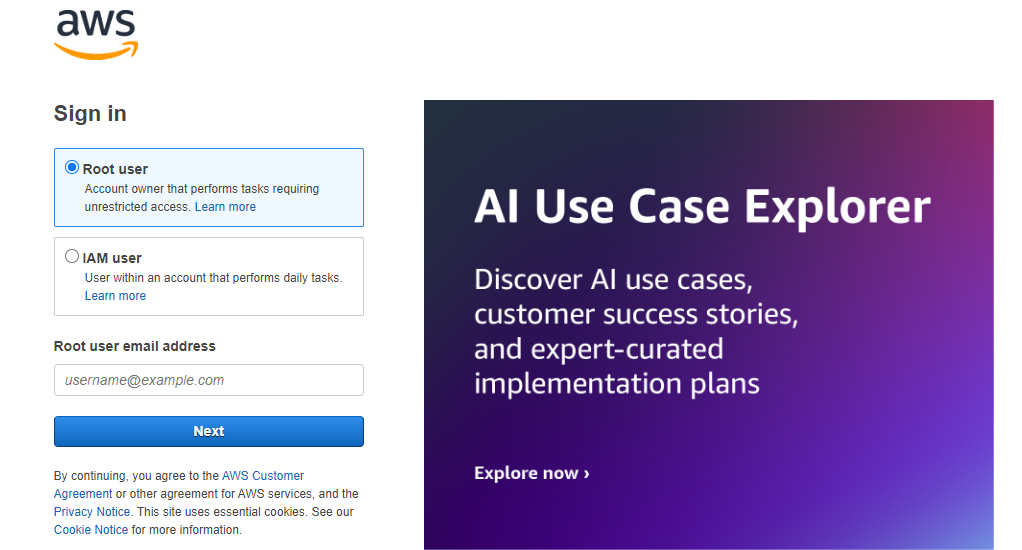 aws
Sign in
Root user
Account owner that performs tasks requiring
unrestricted access. Learn more
IAM user
User within an account that performs daily tasks.
Learn more
Root user email address
username@example.com
Next
By continuing, you agree to the AWS Customer
Agreement or other agreement for AWS services, and the
Privacy Notice. This site uses essential cookies. See our
Cookie Notice for more information.
AI Use Case Explorer
Discover AI use cases,
customer success stories,
and expert-curated
implementation plans
Explore now ›